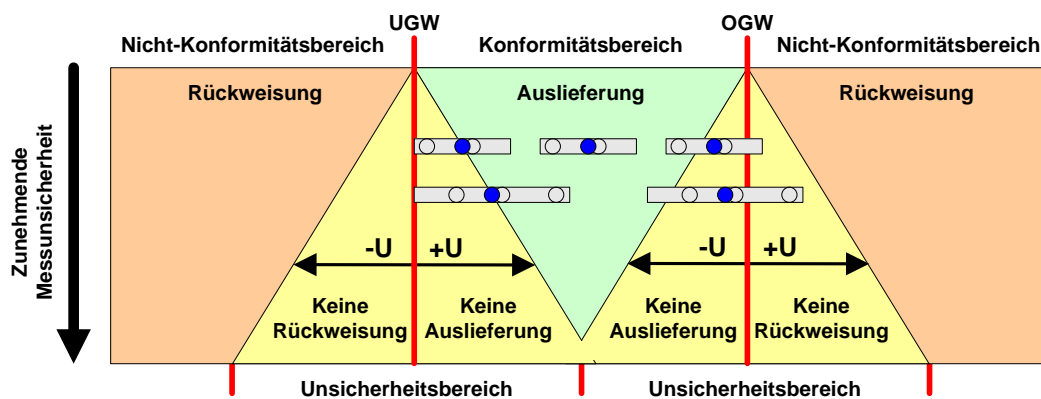 UGW
OGW
Nicht-Konformitätsbereich
Konformitätsbereich
Nicht-Konformitätsbereich
Rückweisung
Auslieferung
Rückweisung
Zunehmende
Messunsicherheit
-U
+U
-U
+U
Keine
Rückweisung
Keine
Auslieferung
Keine
Auslieferung
Keine
Rückweisung
Unsicherheitsbereich
Unsicherheitsbereich